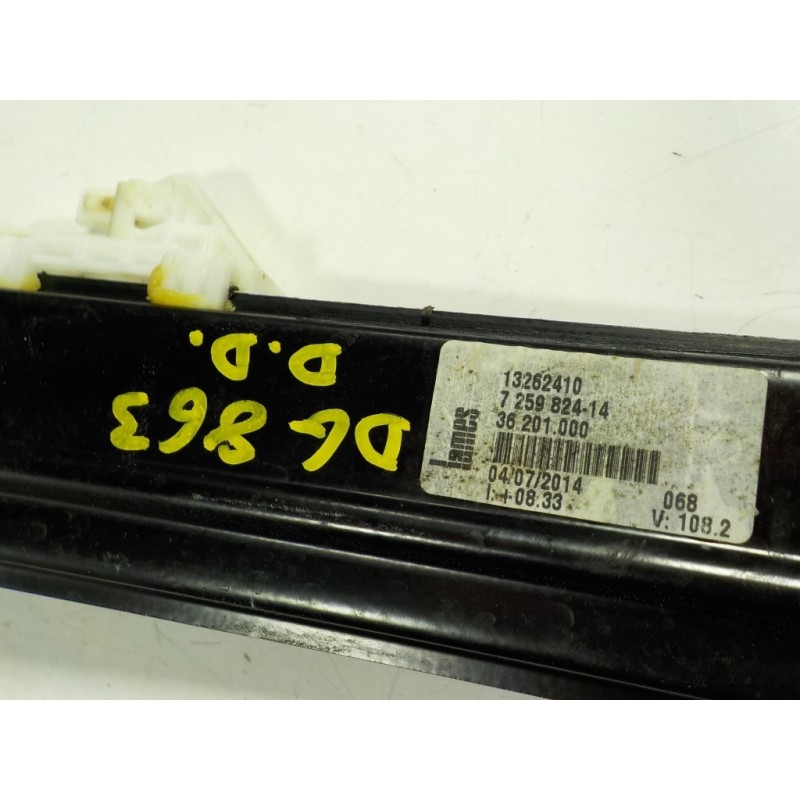 D.D.
DG 863
Lames
13262410
7 259 824-14
36.201.000
04/07/2014
I: +08.33
068
V: 108.2